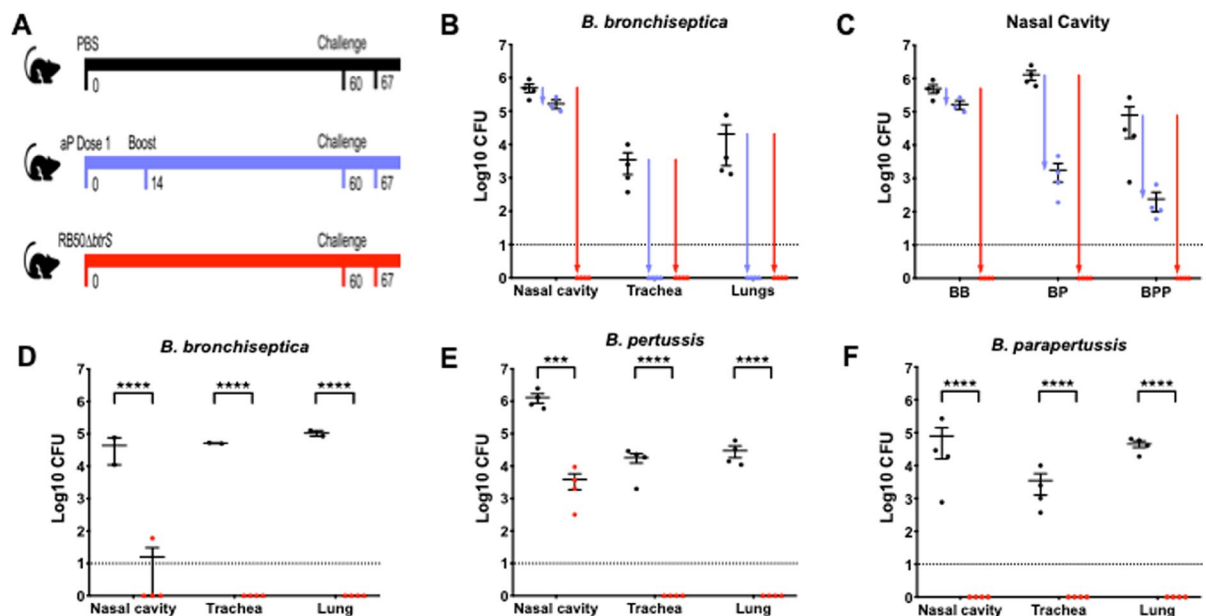 A
PBS
Challenge
0
60
67
aP Dose 1
Boost
Challenge
0
14
60
67
RB50ΔbtrS
Challenge
0
60
67
B
B. bronchiseptica
Log10 CFU
7
6
5
4
3
2
1
0
Nasal cavity
Trachea
Lungs
C
Nasal Cavity
Log10 CFU
7
6
5
4
3
2
1
0
BB
BP
BPP
D
B. bronchiseptica
Log10 CFU
7
6
5
4
3
2
1
0
****
****
****
Nasal cavity
Trachea
Lung
E
B. pertussis
Log10 CFU
7
6
5
4
3
2
1
0
***
****
****
Nasal cavity
Trachea
Lung
F
B. parapertussis
Log10 CFU
7
6
5
4
3
2
1
0
****
****
****
Nasal cavity
Trachea
Lung